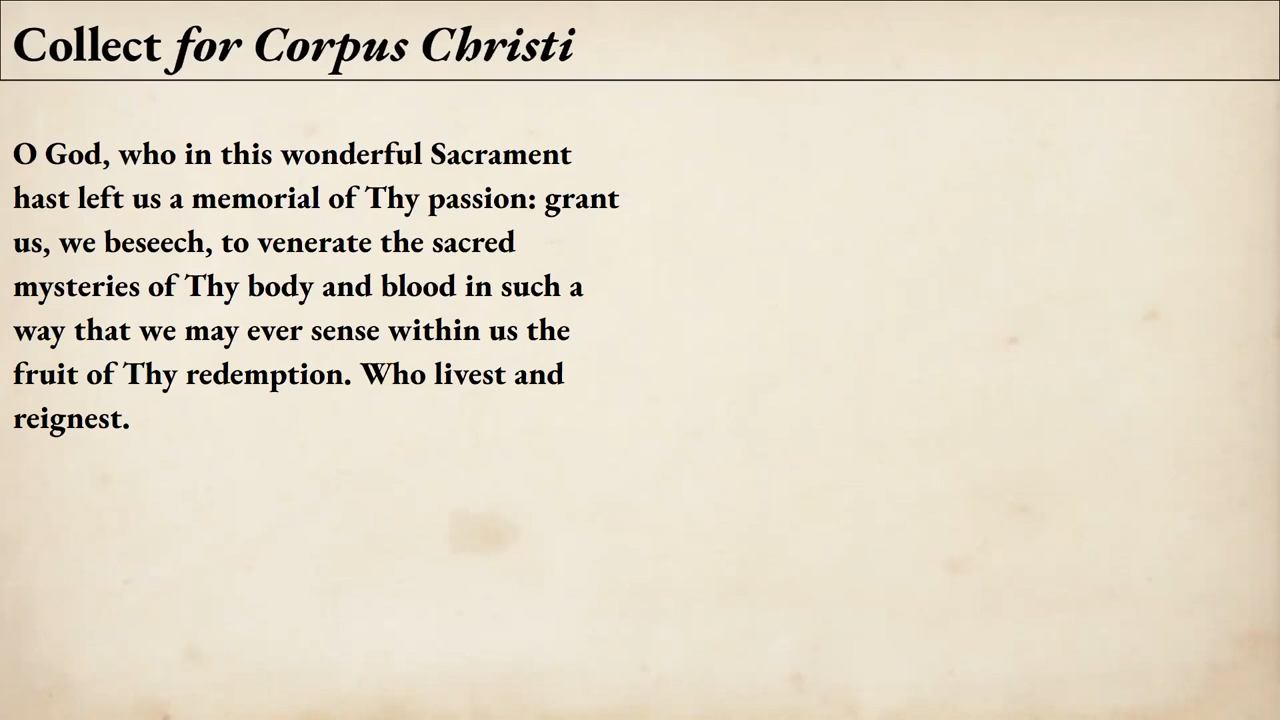 Collect for Corpus Christi
O God, who in this wonderful Sacrament
hast left us a memorial of Thy passion: grant
us, we beseech, to venerate the sacred
mysteries of Thy body and blood in such a
way that we may ever sense within us the
fruit of Thy redemption. Who livest and
reignest.